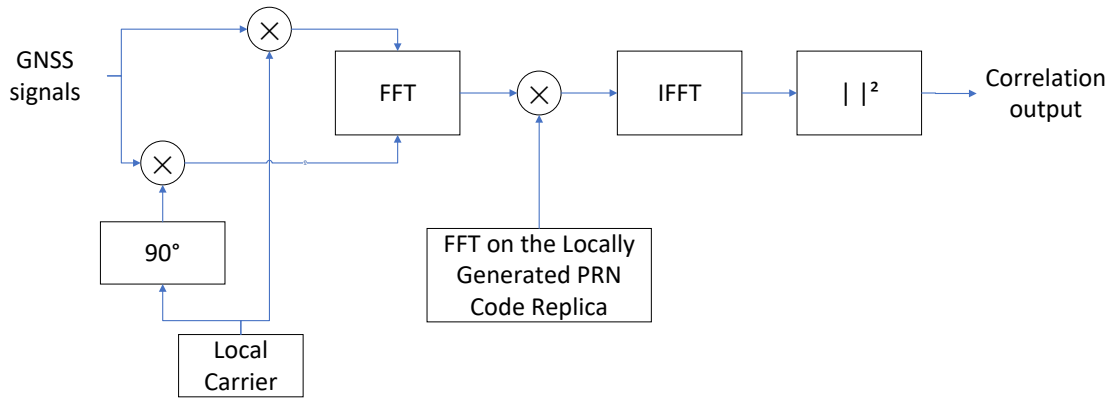 GNSS
signals
×
FFT
×
IFFT
| |²
Correlation
output
×
90°
FFT on the Locally
Generated PRN
Code Replica
Local
Carrier